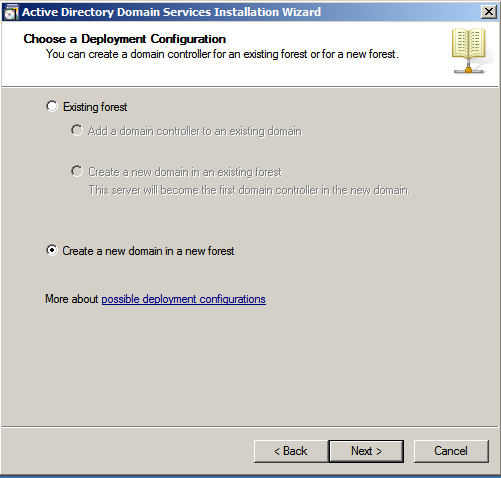 Active Directory Domain Services Installation Wizard
Choose a Deployment Configuration
You can create a domain controller for an existing forest or for a new forest.
Existing forest
Add a domain controller to an existing domain
Create a new domain in an existing forest
This server will become the first domain controller in the new domain.
Create a new domain in a new forest
More about possible deployment configurations
< Back Next > Cancel